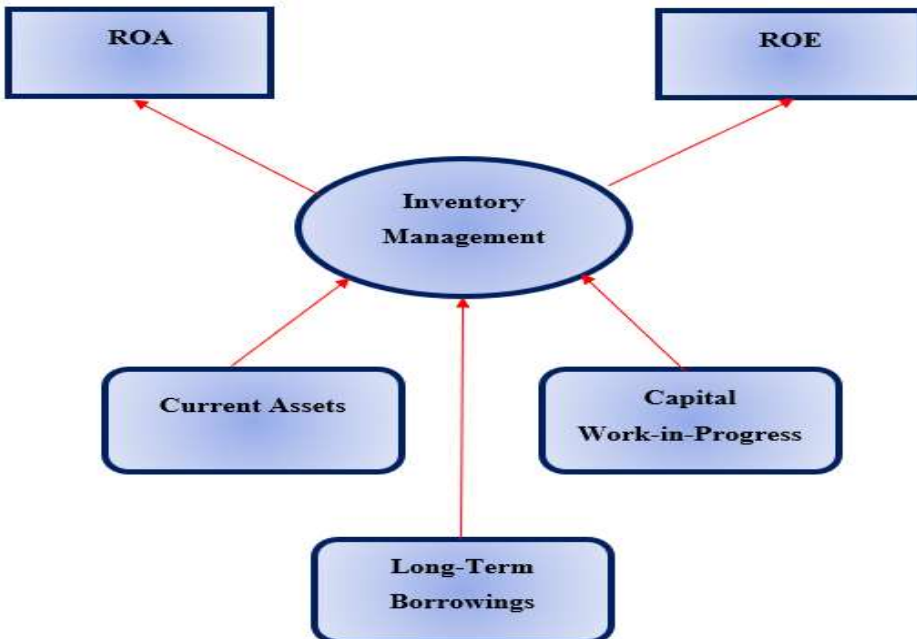 ROA
ROE
Inventory
Management
Current Assets
Capital
Work-in-Progress
Long-Term
Borrowings